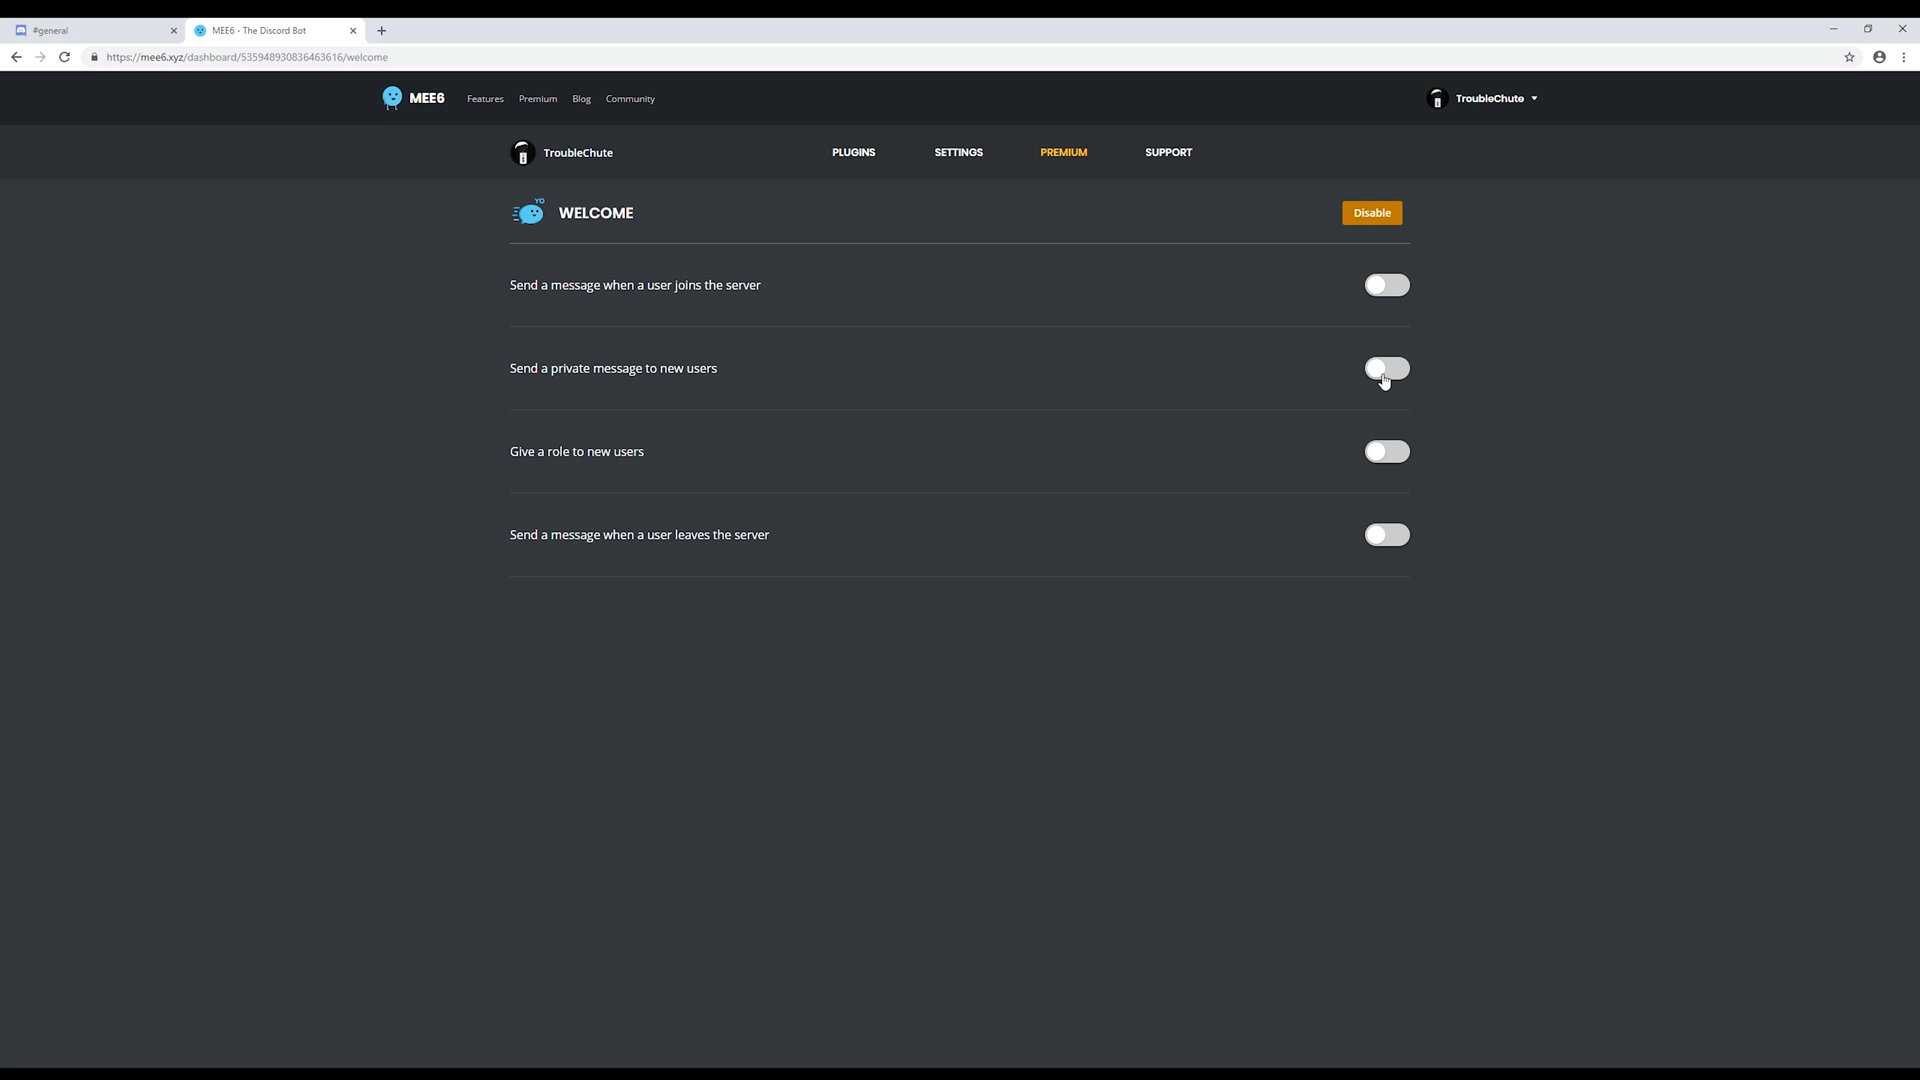 #general
MEE6 - The Discord Bot
https://mee6.xyz/dashboard/535948930836463616/welcome
MEE6 Features Premium Blog Community TroubleChute
TroubleChute PLUGINS SETTINGS PREMIUM SUPPORT
YO
WELCOME
Disable
Send a message when a user joins the server
Send a private message to new users
Give a role to new users
Send a message when a user leaves the server